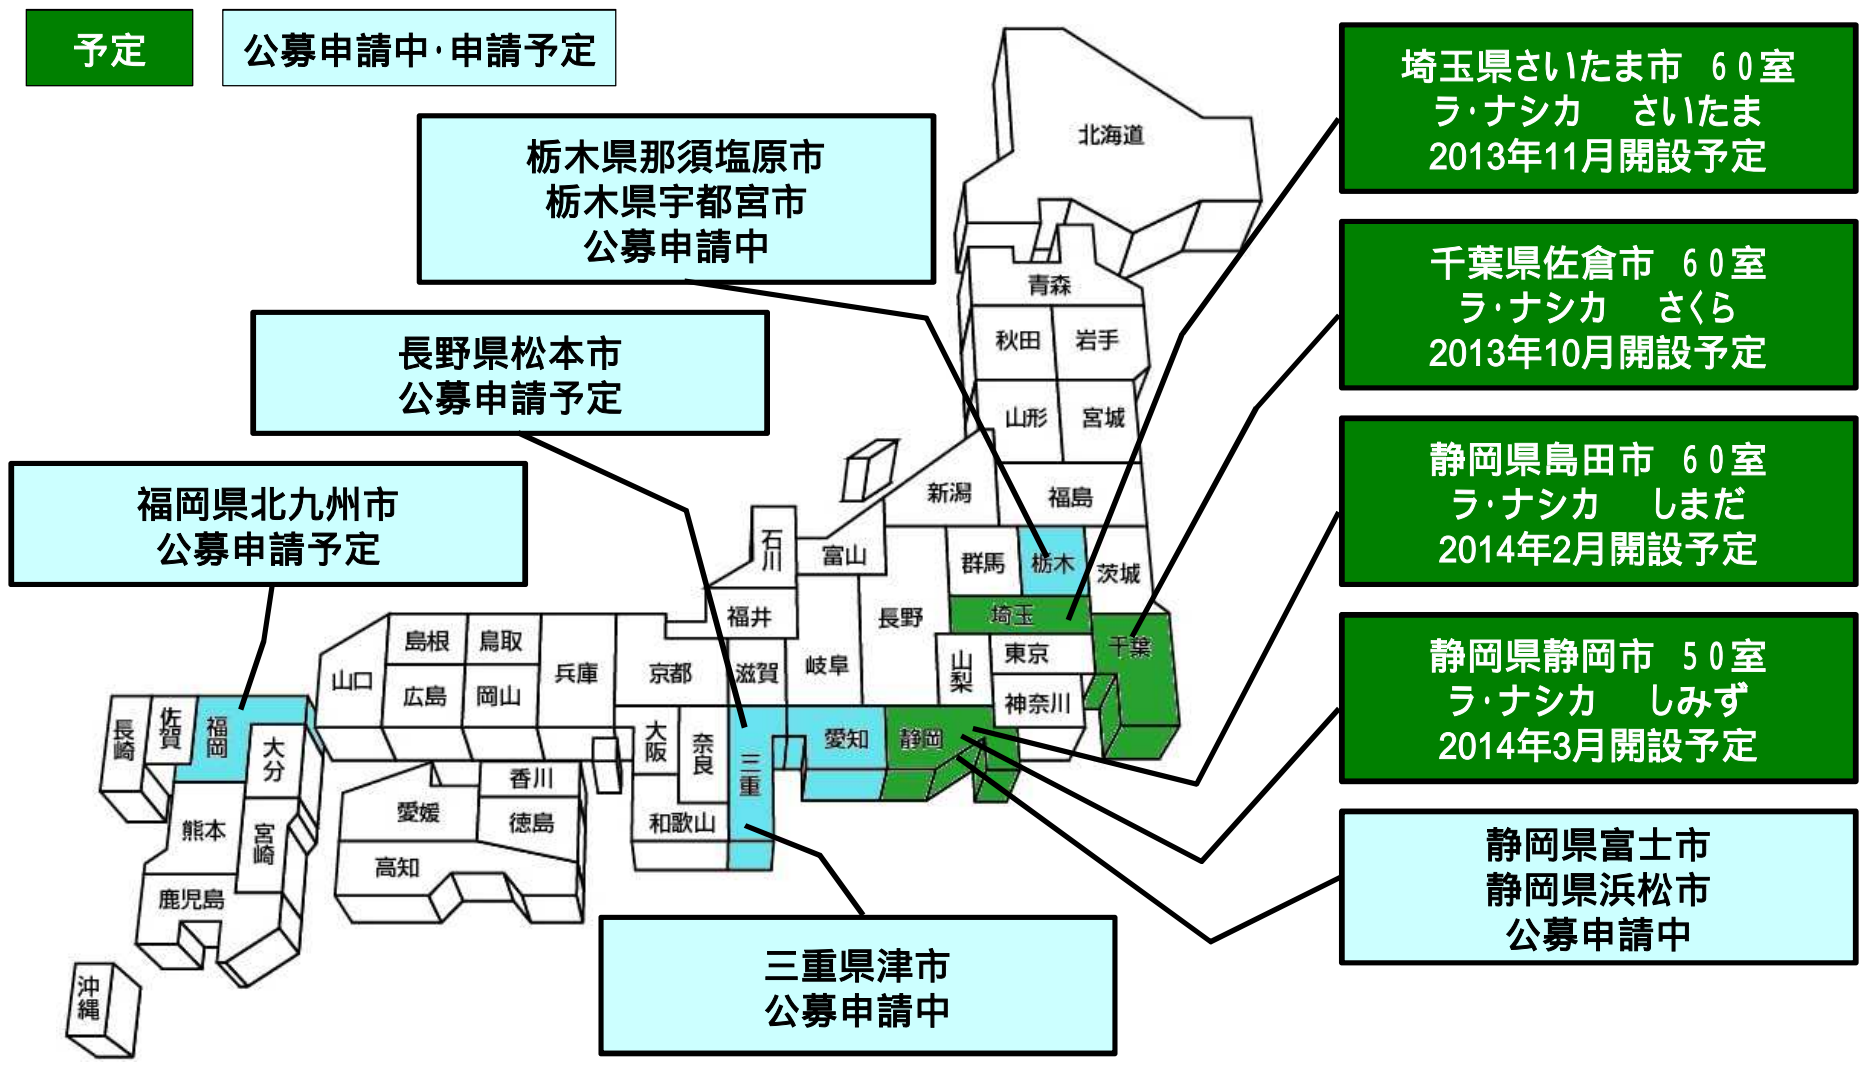 予定
公募申請中･申請予定
埼玉県さいたま市 60室
ラ･ナシカ さいたま
2013年11月開設予定
栃木県那須塩原市
栃木県宇都宮市
公募申請中
千葉県佐倉市 60室
ラ･ナシカ さくら
2013年10月開設予定
長野県松本市
公募申請予定
静岡県島田市 60室
ラ･ナシカ しまだ
2014年2月開設予定
福岡県北九州市
公募申請予定
静岡県静岡市 50室
ラ･ナシカ しみず
2014年3月開設予定
静岡県富士市
静岡県浜松市
公募申請中
三重県津市
公募申請中
北海道
青森
秋田
岩手
山形
宮城
新潟
福島
石川
富山
群馬
栃木
茨城
福井
長野
埼玉
千葉
島根
鳥取
兵庫
京都
滋賀
岐阜
山梨
東京
山口
広島
岡山
神奈川
長崎
佐賀
福岡
大分
大阪
奈良
三重
愛知
静岡
香川
愛媛
徳島
和歌山
熊本
宮崎
高知
鹿児島
沖縄